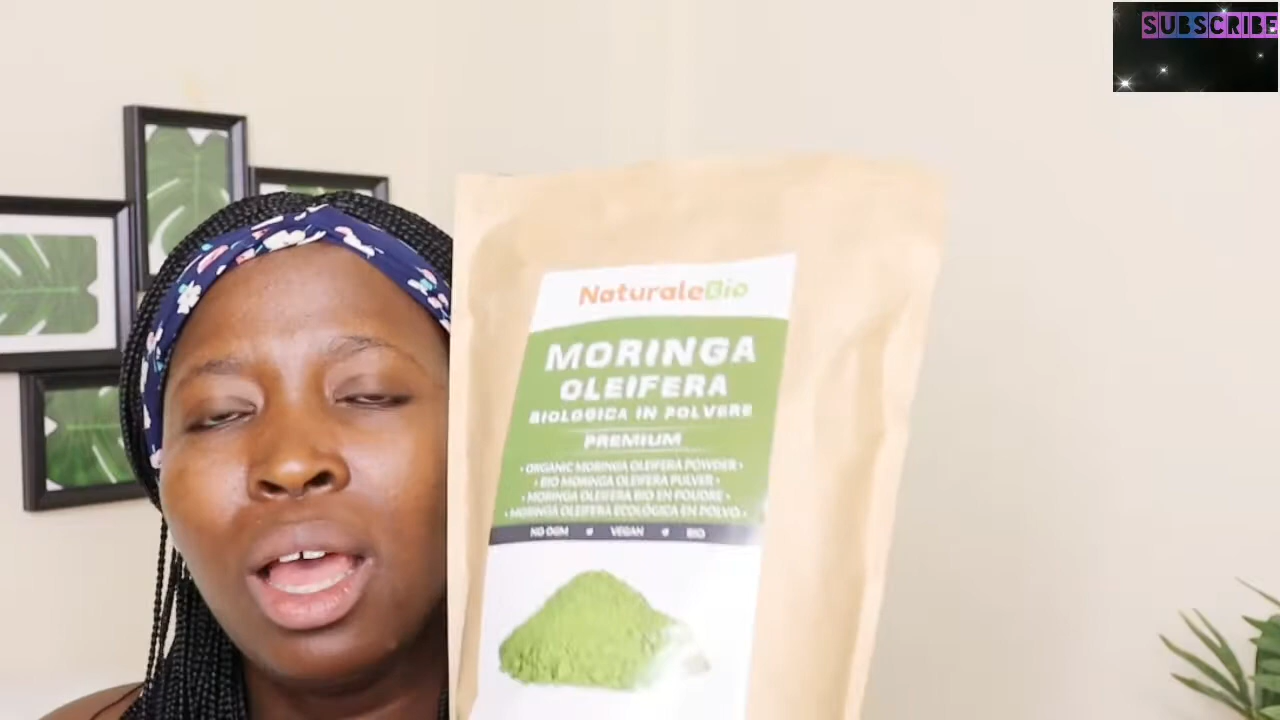 SUBSCRIBE
NaturaleBio
MORINGA
OLEIFERA
BIOLOGICA IN POLVERE
PREMIUM
• ORGANIC MORINGA OLEIFERA POWDER •
• BIO MORINGA OLEIFERA PULVER •
• MORINGA OLEIFERA BIO EN POUDRE •
• MORINGA OLEIFERA ECOLÓGICA EN POLVO •
NO OGM VEGAN BIO